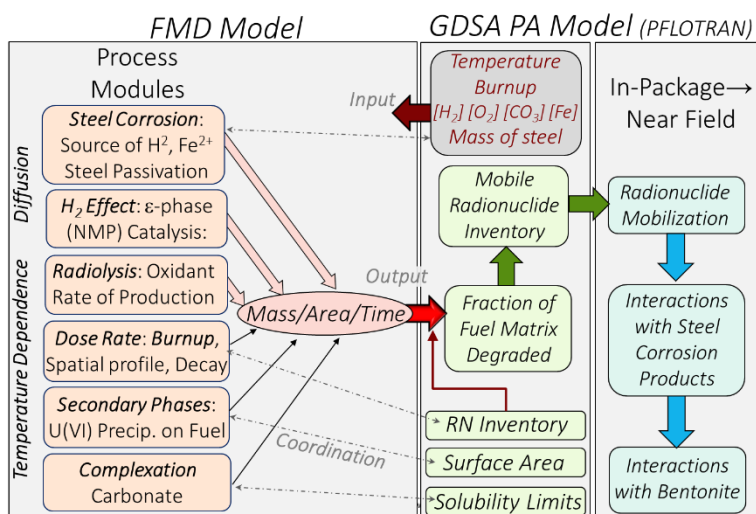 FMD Model
GDSA PA Model (PFLOTRAN)
Process
Modules
Steel Corrosion:
Source of H², Fe²⁺
Steel Passivation
H₂ Effect: ε-phase
(NMP) Catalysis:
Radiolysis: Oxidant
Rate of Production
Dose Rate: Burnup,
Spatial profile, Decay
Secondary Phases:
U(VI) Precip. on Fuel
Complexation
Carbonate
Diffusion
Temperature Dependence
Mass/Area/Time
Input
Output
Coordination
Temperature
Burnup
[H₂] [O₂] [CO₃] [Fe]
Mass of steel
Mobile
Radionuclide
Inventory
Fraction of
Fuel Matrix
Degraded
RN Inventory
Surface Area
Solubility Limits
In-Package→
Near Field
Radionuclide
Mobilization
Interactions
with Steel
Corrosion
Products
Interactions
with Bentonite